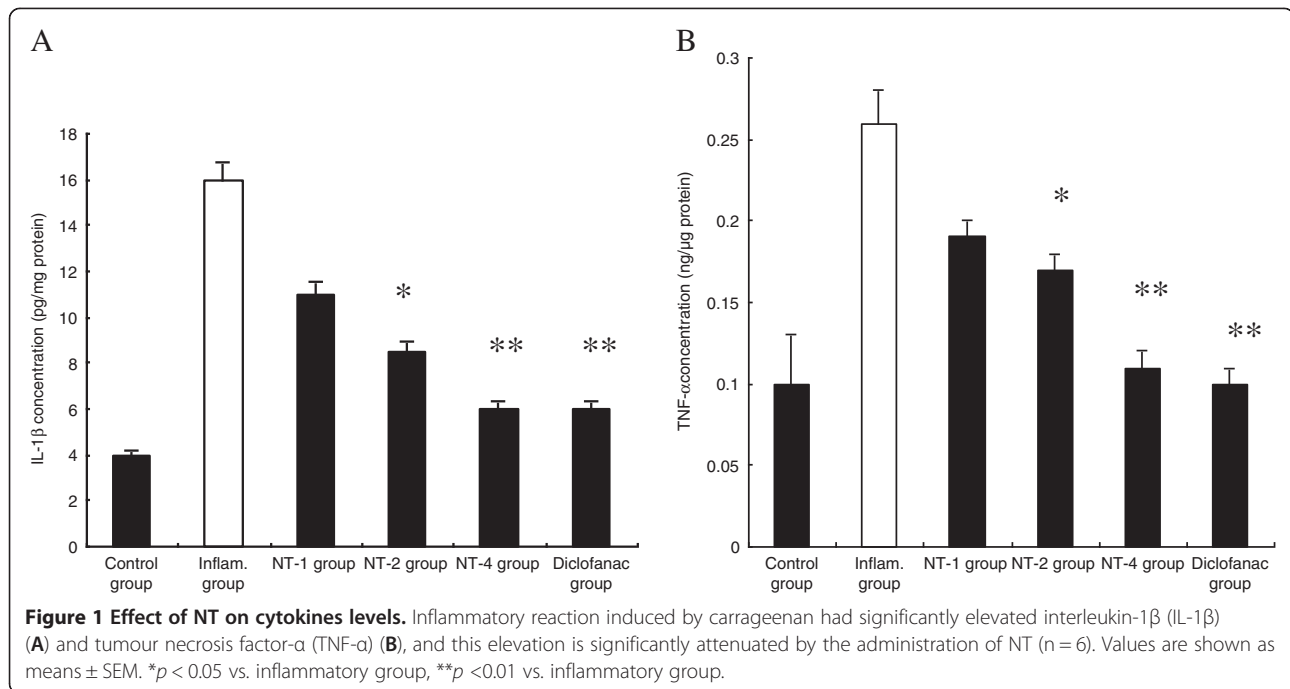 A
IL-1β concentration (pg/mg protein)
18
16
14
12
10
8
6
4
2
0
*
**
**
Control group
Inflam. group
NT-1 group
NT-2 group
NT-4 group
Diclofanac group
B
TNF-αconcentration (ng/µg protein)
0.3
0.25
0.2
0.15
0.1
0.05
0
*
**
**
Control group
Inflam. group
NT-1 group
NT-2 group
NT-4 group
Diclofanac group
Figure 1 Effect of NT on cytokines levels. Inflammatory reaction induced by carrageenan had significantly elevated interleukin-1β (IL-1β)
(A) and tumour necrosis factor-α (TNF-α) (B), and this elevation is significantly attenuated by the administration of NT (n = 6). Values are shown as
means ± SEM. *p < 0.05 vs. inflammatory group, **p <0.01 vs. inflammatory group.